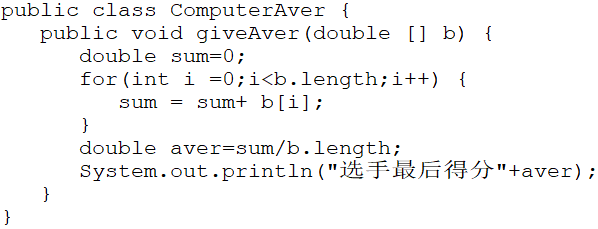 public class ComputerAver {
   public void giveAver(double [] b) {
      double sum=0;
      for(int i =0;i<b.length;i++) {
         sum = sum+ b[i];
      }
      double aver=sum/b.length;
      System.out.println("选手最后得分"+aver);
   }
}